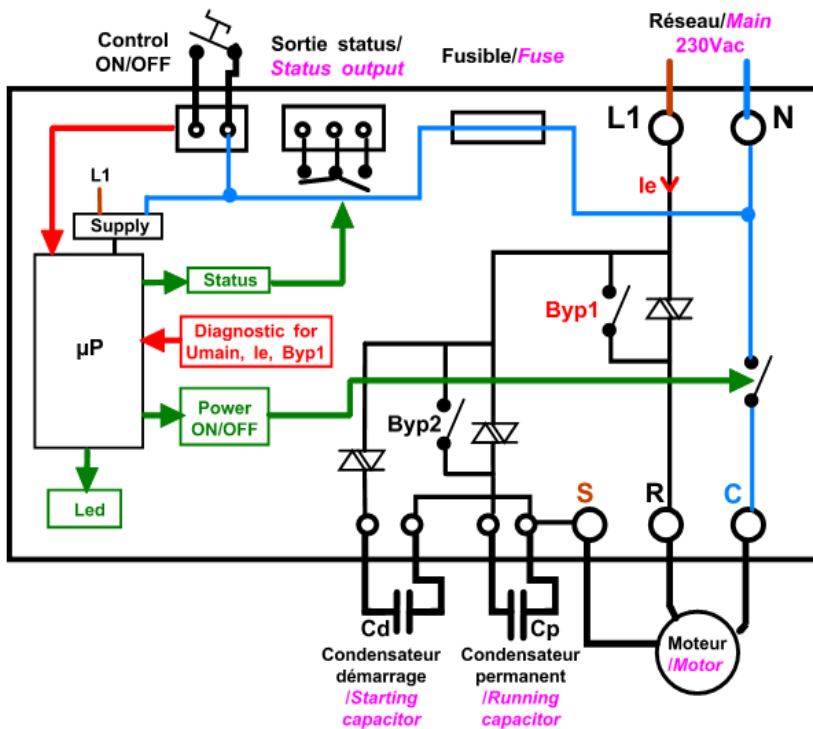 Control
ON/OFF
Sortie status/
Status output
Fusible/Fuse
Réseau/Main
230Vac
L1
N
L1
Ie
Supply
Status
Byp1
Diagnostic for
Umain, Ie, Byp1
µP
Power
ON/OFF
Byp2
Led
S
R
C
Cd
Cp
Moteur
/Motor
Condensateur
démarrage
/Starting
capacitor
Condensateur
permanent
/Running
capacitor